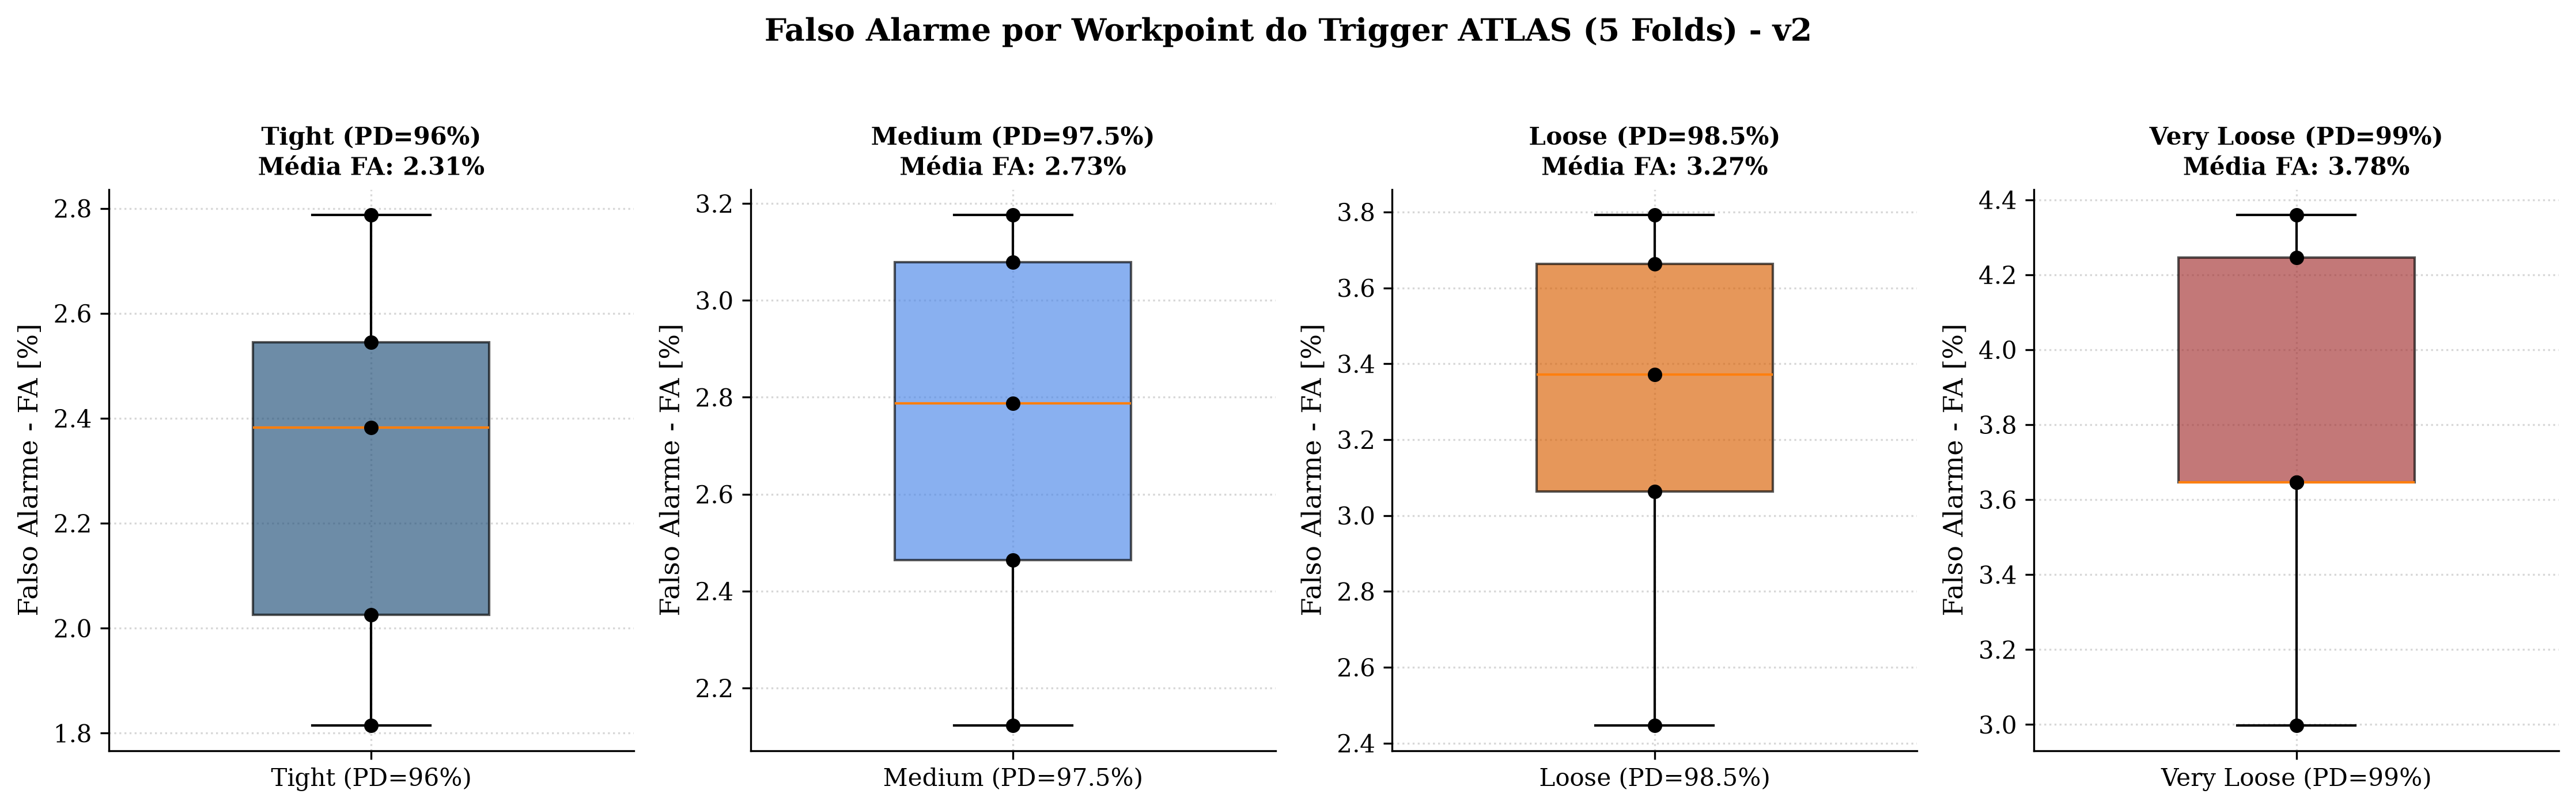 Falso Alarme por Workpoint do Trigger ATLAS (5 Folds) - v2
Tight (PD=96%)
Média FA: 2.31%
Falso Alarme - FA [%]
2.8
2.6
2.4
2.2
2.0
1.8
Tight (PD=96%)
Medium (PD=97.5%)
Média FA: 2.73%
Falso Alarme - FA [%]
3.2
3.0
2.8
2.6
2.4
2.2
Medium (PD=97.5%)
Loose (PD=98.5%)
Média FA: 3.27%
Falso Alarme - FA [%]
3.8
3.6
3.4
3.2
3.0
2.8
2.6
2.4
Loose (PD=98.5%)
Very Loose (PD=99%)
Média FA: 3.78%
Falso Alarme - FA [%]
4.4
4.2
4.0
3.8
3.6
3.4
3.2
3.0
Very Loose (PD=99%)